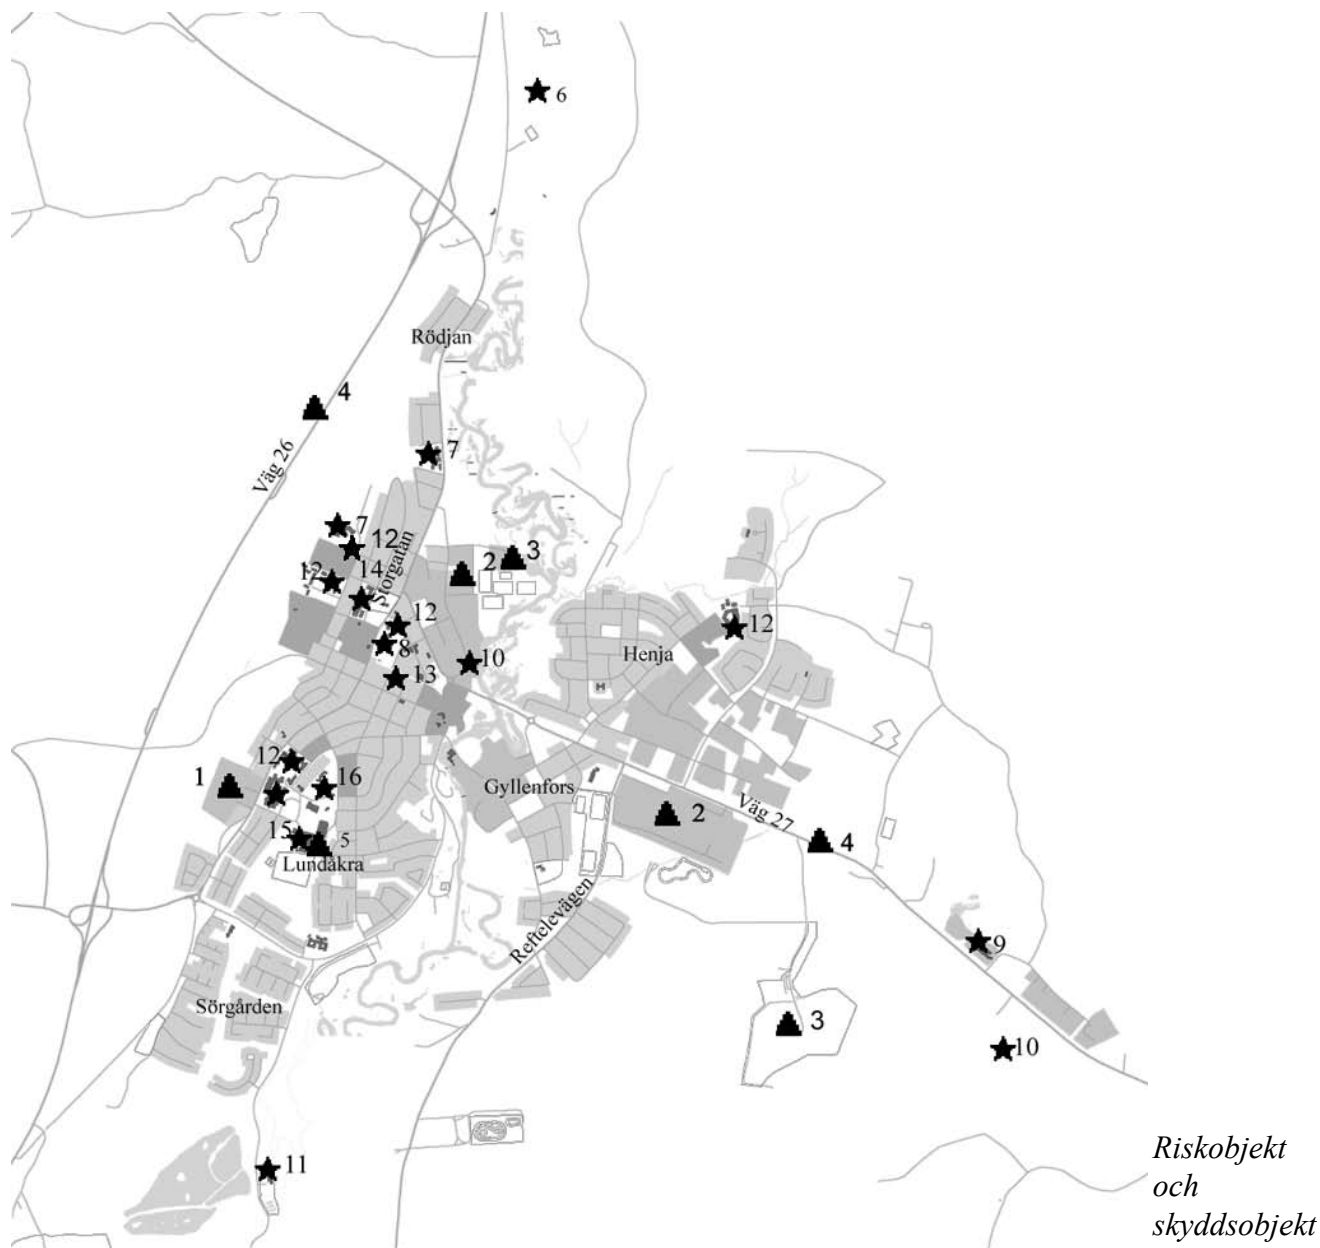 6
Rödjan
4
Väg 26
7
7
12
Storgatan
3
2
12
14
12
12
8
10
Henja
13
12
16
1
Gyllenfors
2
Väg 27
15
5
4
Lundåkra
Reftelevägen
9
Sörgården
3
10
11
Riskobjekt
och
skyddsobjekt